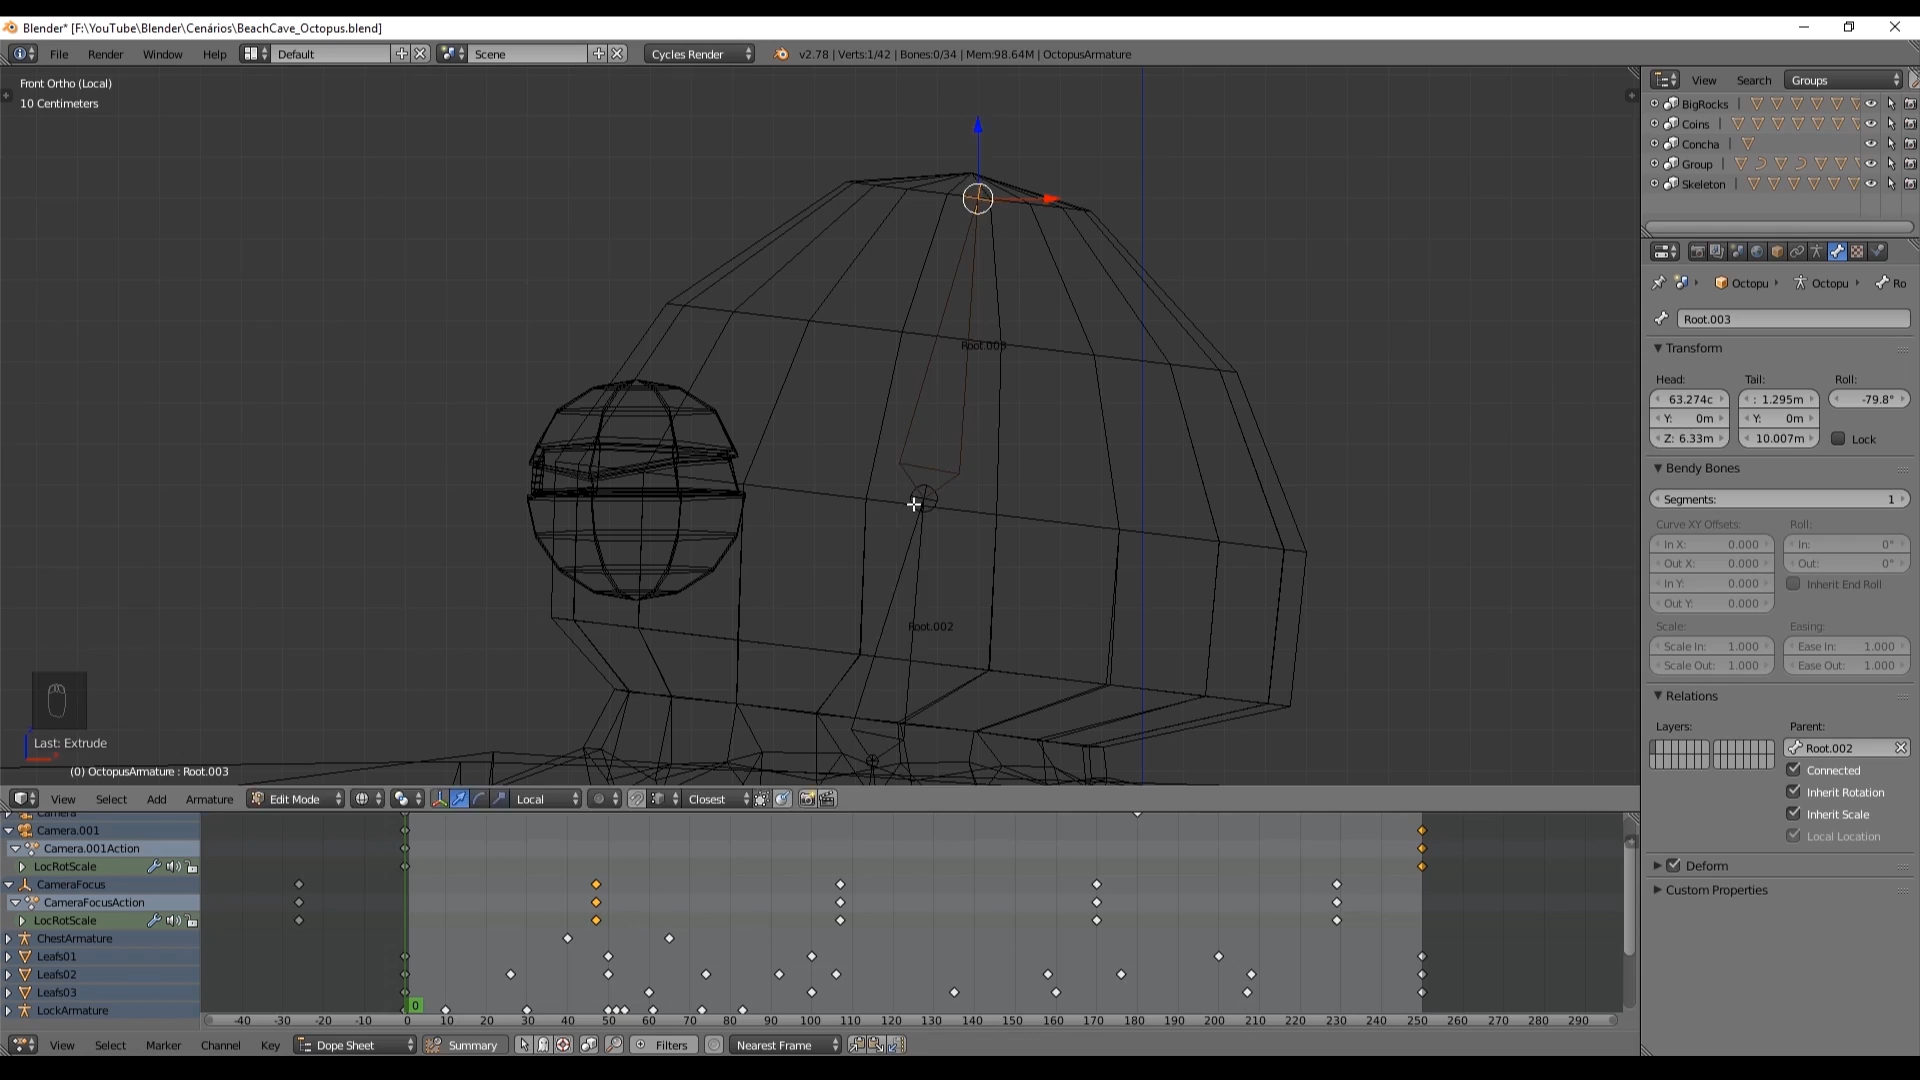 Blender* [F:\YouTube\Blender\Cenários\BeachCave_Octopus.blend]
File Render Window Help Default Scene Cycles Render v2.78 | Verts:1/42 | Bones:0/34 | Mem:98.64M | OctopusArmature
Front Ortho (Local)
10 Centimeters
Root.003
Root.002
Last: Extrude
(0) OctopusArmature : Root.003
View Select Add Armature Edit Mode Local Closest
View Search Groups
BigRocks
Coins
Concha
Group
Skeleton
Octopu Octopu Ro
Root.003
Transform
Head: Tail: Roll:
63.274c : 1.295m -79.8°
Y: 0m Y: 0m
Z: 6.33m 10.007m Lock
Bendy Bones
Segments: 1
Curve XY Offsets: Roll:
In X: 0.000 In: 0°
Out X: 0.000 Out: 0°
In Y: 0.000 Inherit End Roll
Out Y: 0.000
Scale: Easing:
Scale In: 1.000 Ease In: 1.000
Scale Out: 1.000 Ease Out: 1.000
Relations
Layers: Parent:
Root.002
Connected
Inherit Rotation
Inherit Scale
Local Location
Deform
Custom Properties
Camera
Camera.001
Camera.001Action
LocRotScale
CameraFocus
CameraFocusAction
LocRotScale
ChestArmature
Leafs01
Leafs02
Leafs03
LockArmature
0
-40 -30 -20 -10 0 10 20 30 40 50 60 70 80 90 100 110 120 130 140 150 160 170 180 190 200 210 220 230 240 250 260 270 280 290
View Select Marker Channel Key Dope Sheet Summary Filters Nearest Frame